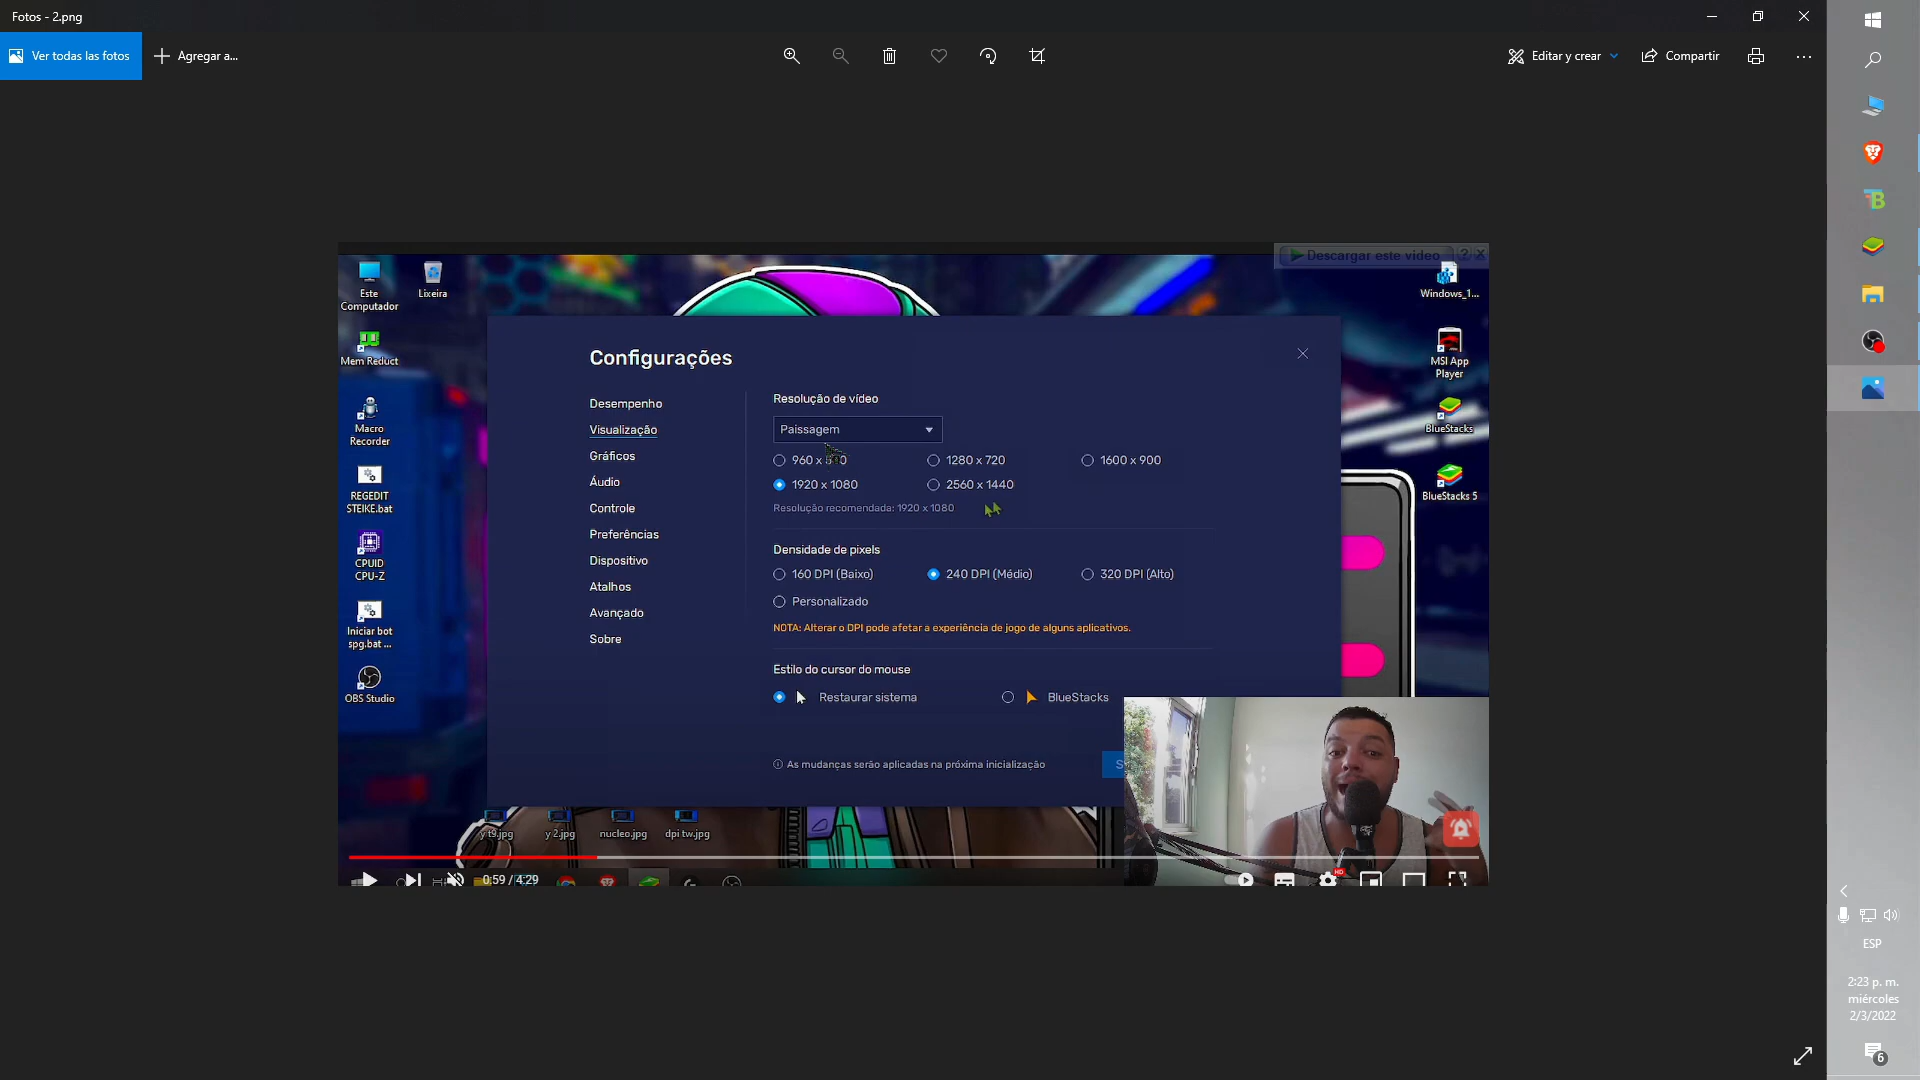 Fotos - 2.png
Ver todas las fotos
Agregar a...
Editar y crear
Compartir
Descargar este video ? X
Este
Computador
Lixeira
Mem Reduct
Macro
Recorder
REGEDIT
STEIKE.bat
CPUID
CPU-Z
Iniciar bot
spg.bat ...
OBS Studio
Windows_1...
MSI App
Player
BlueStacks
BlueStacks 5
Configurações
Desempenho
Visualização
Gráficos
Áudio
Controle
Preferências
Dispositivo
Atalhos
Avançado
Sobre
Resolução de vídeo
Paissagem
960 x
1280 x 720
1600 x 900
1920 x 1080
2560 x 1440
Resolução recomendada: 1920 x 1080
Densidade de pixels
160 DPI (Baixo)
240 DPI (Médio)
320 DPI (Alto)
Personalizado
NOTA: Alterar o DPI pode afetar a experiência de jogo de alguns aplicativos.
Estilo do cursor do mouse
Restaurar sistema
BlueStacks
As mudanças serão aplicadas na próxima inicialização
S
y 2.jpg
nucleo.jpg
dpi tw.jpg
0:59 / 4:29
HD
ESP
2:23 p. m.
miércoles
2/3/2022
6